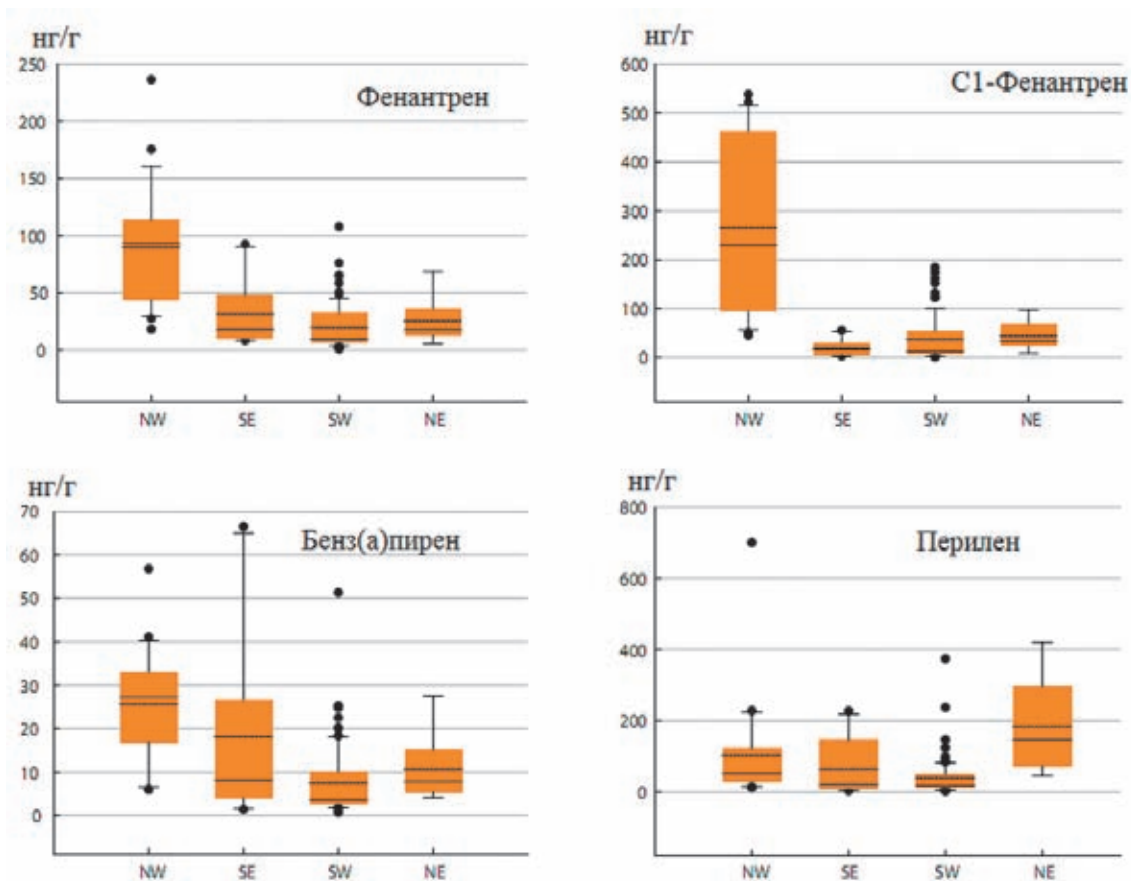 нг/г
Фенантрен
250
200
150
100
50
0
NW SE SW NE
нг/г
С1-Фенантрен
600
500
400
300
200
100
0
NW SE SW NE
нг/г
Бенз(а)пирен
70
60
50
40
30
20
10
0
NW SE SW NE
нг/г
Перилен
800
600
400
200
0
NW SE SW NE